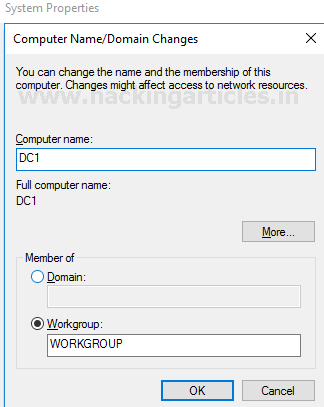 System Properties
Computer Name/Domain Changes
You can change the name and the membership of this
computer. Changes might affect access to network resources.
www.hackingarticles.in
Computer name:
DC1
Full computer name:
DC1
More...
Member of
Domain:
Workgroup:
WORKGROUP
OK
Cancel